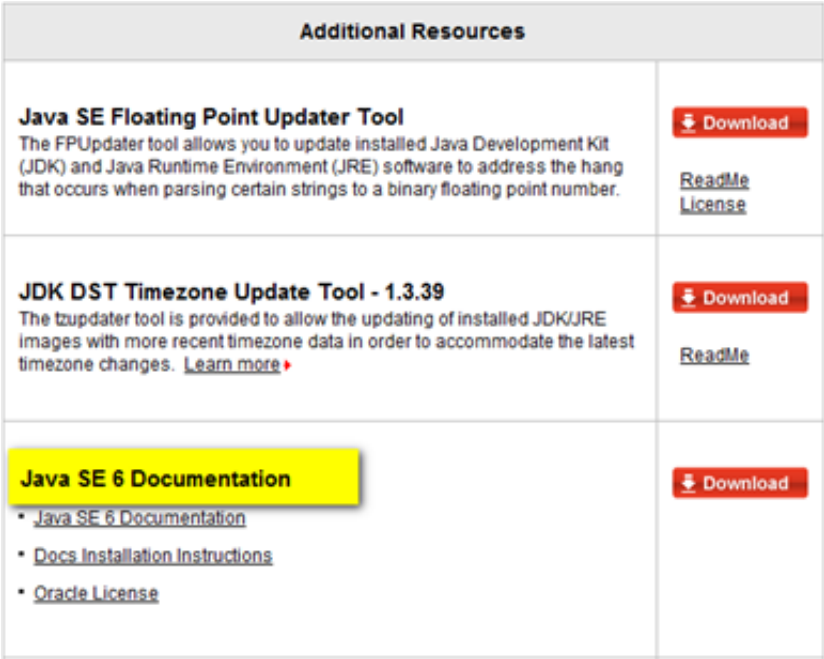 Additional Resources
Java SE Floating Point Updater Tool
The FPUpdater tool allows you to update installed Java Development Kit
(JDK) and Java Runtime Environment (JRE) software to address the hang
that occurs when parsing certain strings to a binary floating point number.
Download
ReadMe
License
JDK DST Timezone Update Tool - 1.3.39
The tzupdater tool is provided to allow the updating of installed JDK/JRE
images with more recent timezone data in order to accommodate the latest
timezone changes. Learn more
Download
ReadMe
Java SE 6 Documentation
Download
• Java SE 6 Documentation
• Docs Installation Instructions
• Oracle License